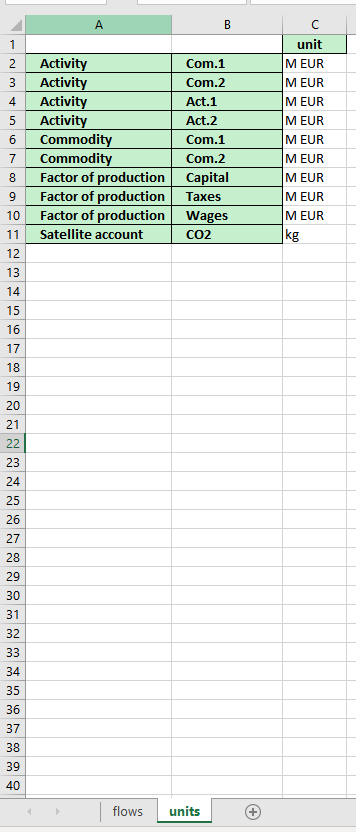 A B C
1 unit
2 Activity Com.1 M EUR
3 Activity Com.2 M EUR
4 Activity Act.1 M EUR
5 Activity Act.2 M EUR
6 Commodity Com.1 M EUR
7 Commodity Com.2 M EUR
8 Factor of production Capital M EUR
9 Factor of production Taxes M EUR
10 Factor of production Wages M EUR
11 Satellite account CO2 kg
12
13
14
15
16
17
18
19
20
21
22
23
24
25
26
27
28
29
30
31
32
33
34
35
36
37
38
39
40
flows units